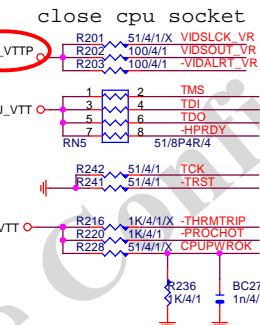 close cpu socket
_VTTP
R201 51/4/1/X VIDSLCK_VR
R202 100/4/1 VIDSOUT_VR
R203 100/4/1 -VIDALRT_VR
U_VTT
1 2 TMS
3 4 TDI
5 6 TDO
7 8 -HPRDY
RN5 51/8P4R/4
R242 51/4/1 TCK
R241 51/4/1 -TRST
VTT
R216 1K/4/1/X -THRMTRIP
R220 1K/4/1 -PROCHOT
R228 51/4/1/X CPUPWROK
R236 BC27
1K/4/1 1n/4/